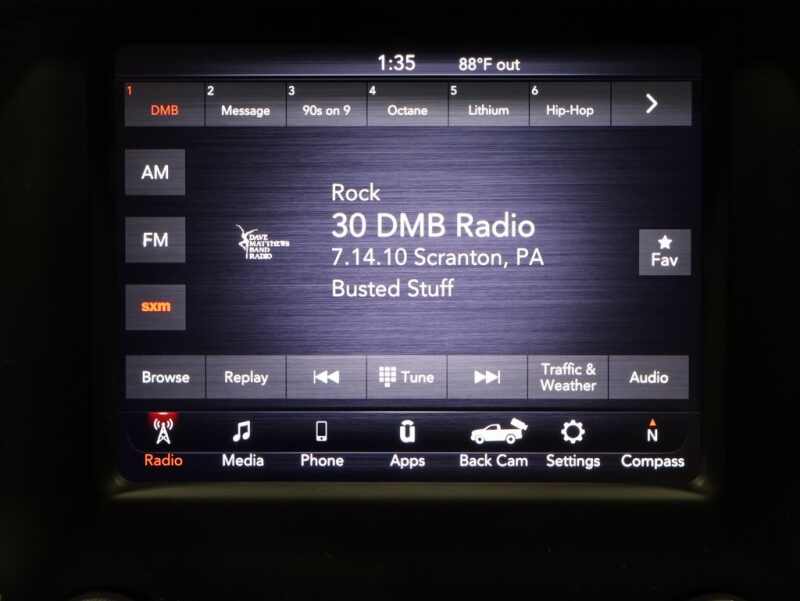 1:35 88°F out
1 DMB
2 Message
3 90s on 9
4 Octane
5 Lithium
6 Hip-Hop
AM
FM
sxm
DAVE
MATTHEWS
BAND
RADIO
Rock
30 DMB Radio
7.14.10 Scranton, PA
Busted Stuff
Fav
Browse
Replay
Tune
Traffic &
Weather
Audio
Radio
Media
Phone
Apps
Back Cam
Settings
N
Compass